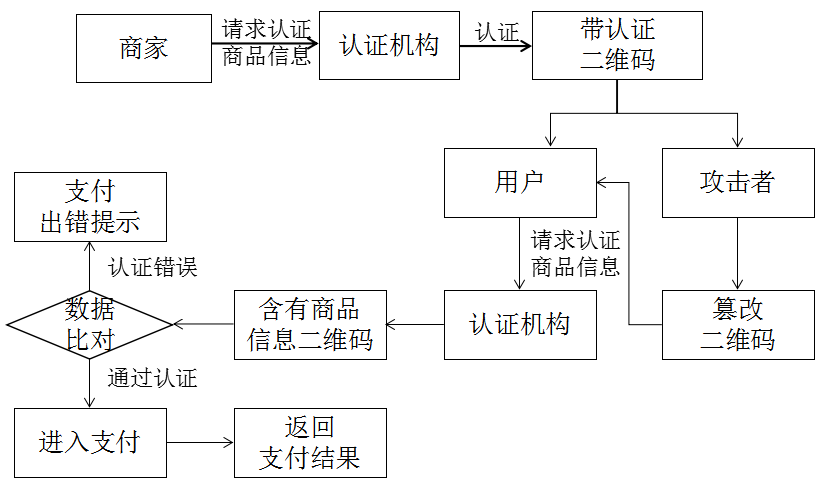 商家
请求认证
商品信息
认证机构
认证
带认证
二维码
用户
攻击者
支付
出错提示
请求认证
商品信息
认证错误
数据
比对
含有商品
信息二维码
认证机构
篡改
二维码
通过认证
进入支付
返回
支付结果